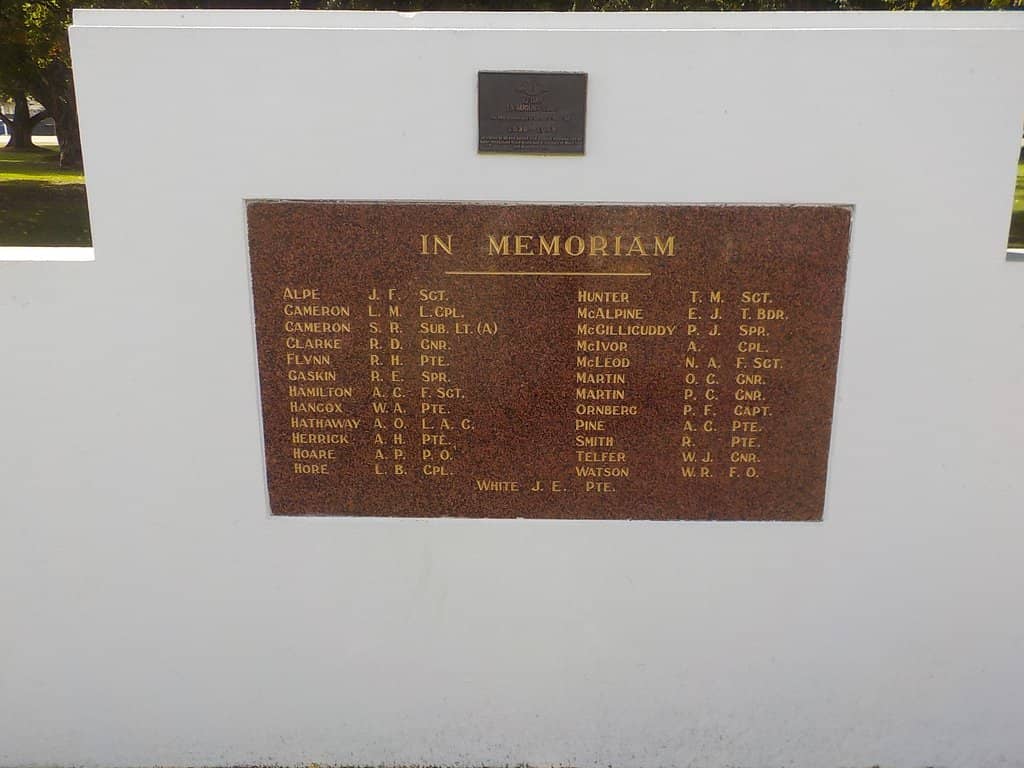 IN MEMORIAM
ALPE J. F. SGT.
CAMERON L. M. L.CPL.
CAMERON S. R. SUB. LT. (A)
CLARKE R. D. GNR.
FLYNN R. H. PTE.
GASKIN R. E. SPR.
HAMILTON A. C. F. SGT.
HANCOX W. A. PTE.
HATHAWAY A. O. L. A. C.
HERRICK A. H. PTE.
HOARE A. P. P. O.
HORE L. B. CPL.
HUNTER T. M. SGT.
MCALPINE E. J. T. BDR.
MCGILLICUDDY P. J. SPR.
MCIVOR A. CPL.
MCLEOD N. A. F. SGT.
MARTIN O. C. GNR.
MARTIN P. C. GNR.
ORNBERG P. F. CAPT.
PINE A. C. PTE.
SMITH R. PTE.
TELFER W. J. GNR.
WATSON W. R. F. O.
WHITE J. E. PTE.